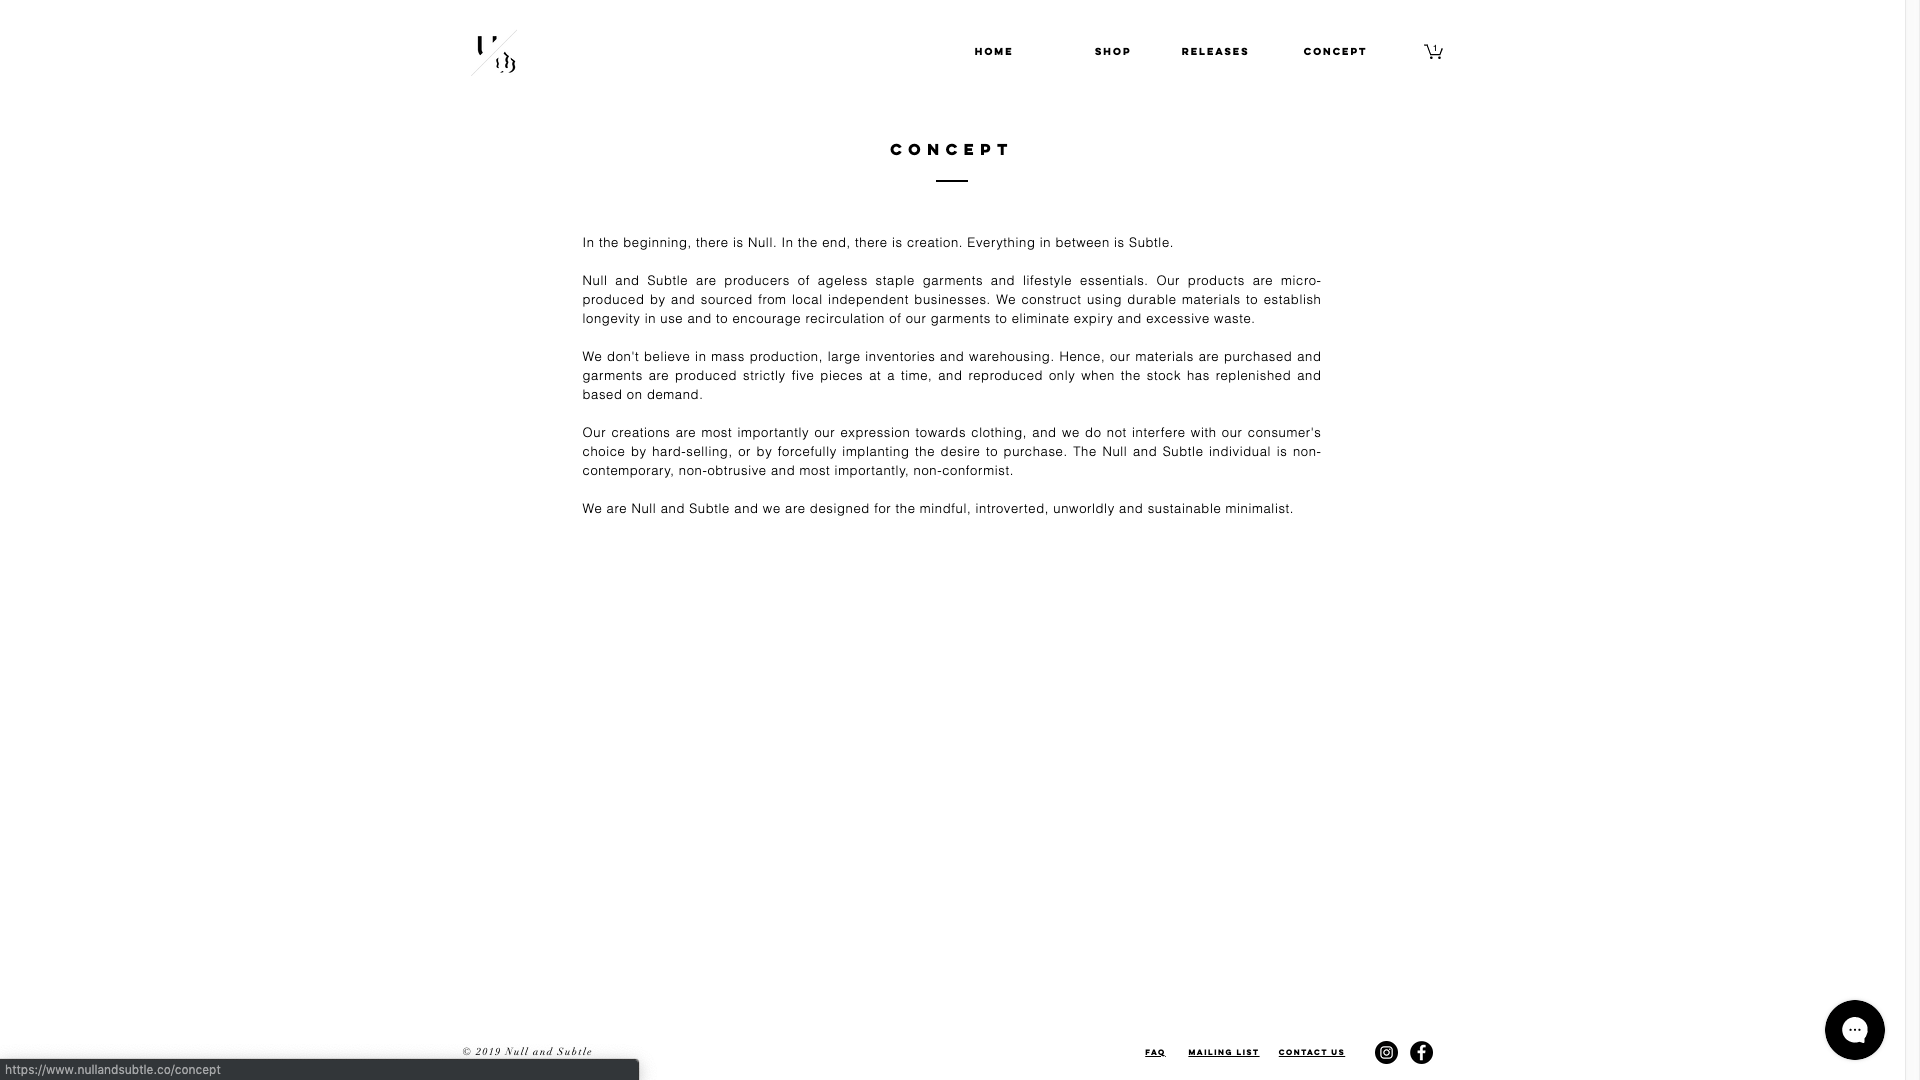 HOME SHOP RELEASES CONCEPT 1
CONCEPT
In the beginning, there is Null. In the end, there is creation. Everything in between is Subtle.
Null and Subtle are producers of ageless staple garments and lifestyle essentials. Our products are micro-
produced by and sourced from local independent businesses. We construct using durable materials to establish
longevity in use and to encourage recirculation of our garments to eliminate expiry and excessive waste.
We don't believe in mass production, large inventories and warehousing. Hence, our materials are purchased and
garments are produced strictly five pieces at a time, and reproduced only when the stock has replenished and
based on demand.
Our creations are most importantly our expression towards clothing, and we do not interfere with our consumer's
choice by hard-selling, or by forcefully implanting the desire to purchase. The Null and Subtle individual is non-
contemporary, non-obtrusive and most importantly, non-conformist.
We are Null and Subtle and we are designed for the mindful, introverted, unworldly and sustainable minimalist.
© 2019 Null and Subtle
FAQ MAILING LIST CONTACT US
https://www.nullandsubtle.co/concept